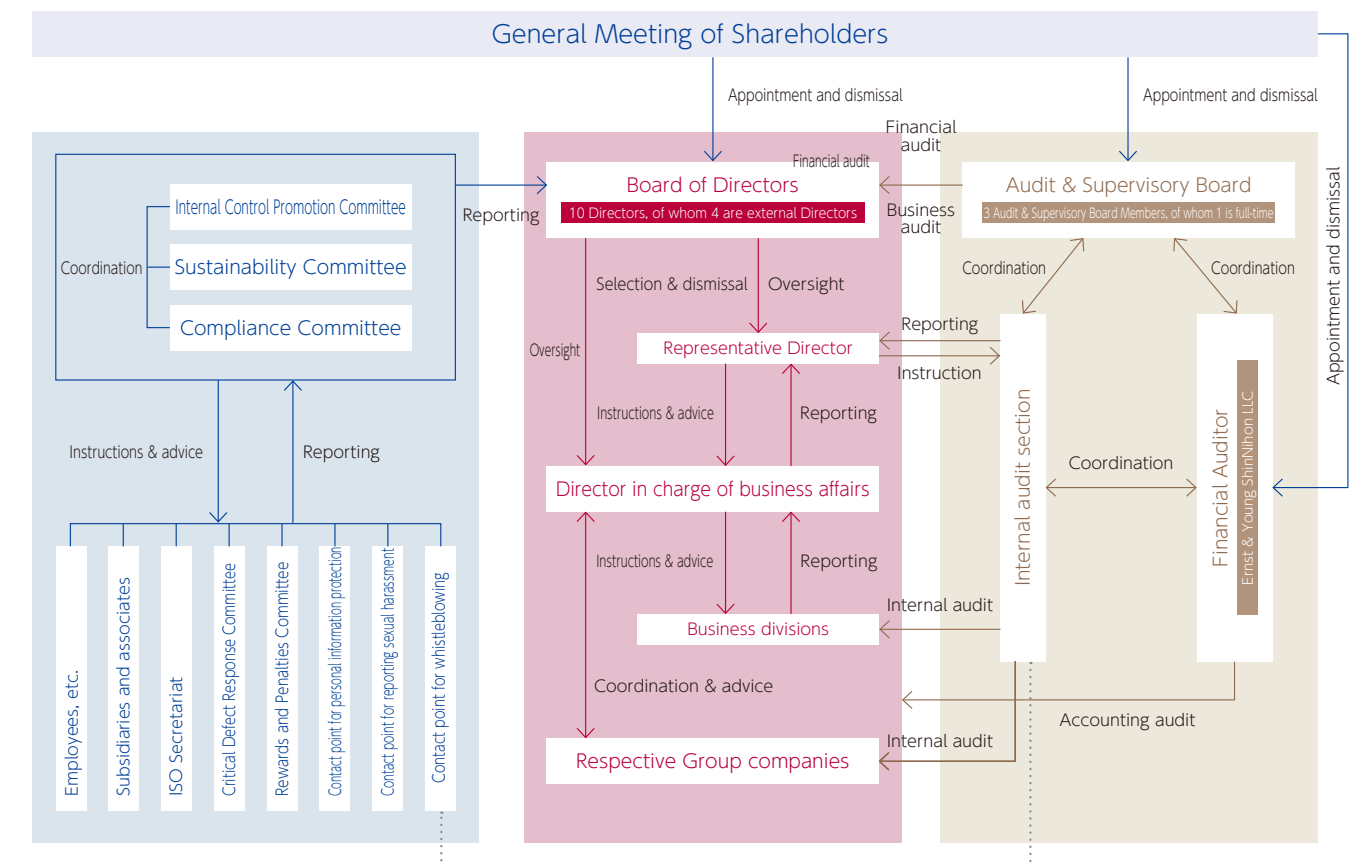 General Meeting of Shareholders
Appointment and dismissal
Appointment and dismissal
Appointment and dismissal
Internal Control Promotion Committee
Sustainability Committee
Compliance Committee
Coordination
Reporting
Instructions & advice
Reporting
Employees, etc.
Subsidiaries and associates
ISO Secretariat
Critical Defect Response Committee
Rewards and Penalties Committee
Contact point for personal information protection
Contact point for reporting sexual harassment
Contact point for whistleblowing
Financial audit
Board of Directors
10 Directors, of whom 4 are external Directors
Financial
audit
Business
audit
Selection & dismissal
Oversight
Oversight
Representative Director
Reporting
Instruction
Instructions & advice
Reporting
Director in charge of business affairs
Instructions & advice
Reporting
Business divisions
Internal audit
Coordination & advice
Respective Group companies
Internal audit
Audit & Supervisory Board
3 Audit & Supervisory Board Members, of whom 1 is full-time
Coordination
Coordination
Internal audit section
Coordination
Financial Auditor
Ernst & Young ShinNihon LLC
Accounting audit